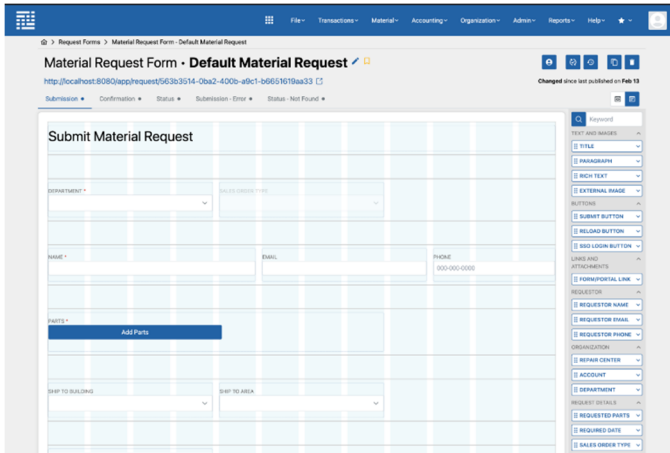 File Transactions Material Accounting Organization Admin Reports Help
Request Forms > Material Request Form - Default Material Request
Material Request Form • Default Material Request
http://localhost:8080/app/request/563b3514-0ba2-400b-a9c1-b6651619aa33
Changed since last published on Feb 13
Submission • Confirmation • Status • Submission - Error • Status - Not Found •
Keyword
Submit Material Request
TEXT AND IMAGES
TITLE
PARAGRAPH
RICH TEXT
EXTERNAL IMAGE
DEPARTMENT * SALES ORDER TYPE
BUTTONS
SUBMIT BUTTON
RELOAD BUTTON
SSO LOGIN BUTTON
NAME * EMAIL PHONE
000-000-0000
LINKS AND
ATTACHMENTS
FORM/PORTAL LINK
REQUESTOR
REQUESTOR NAME
REQUESTOR EMAIL
REQUESTOR PHONE
PARTS *
Add Parts
ORGANIZATION
REPAIR CENTER
ACCOUNT
DEPARTMENT
SHIP TO BUILDING SHIP TO AREA
REQUEST DETAILS
REQUESTED PARTS
REQUIRED DATE
SALES ORDER TYPE